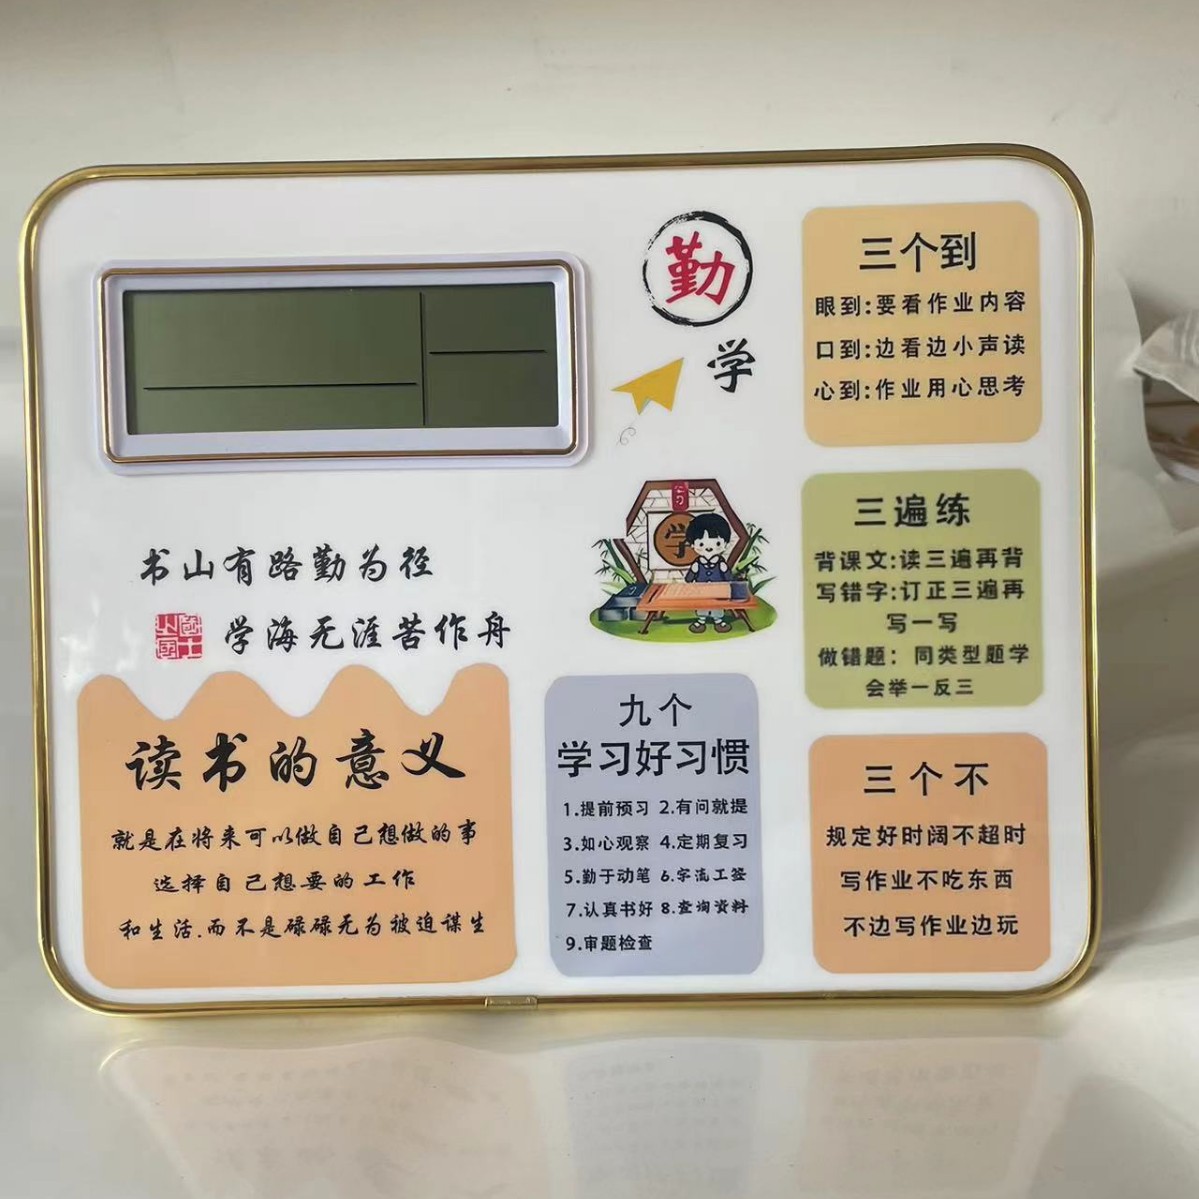 勤
学
书山有路勤为径
学海无涯苦作舟
读书的意义
就是在将来可以做自己想做的事
选择自己想要的工作
和生活.而不是碌碌无为被迫谋生
学
九个
学习好习惯
1.提前预习 2.有问就提
3.如心观察 4.定期复习
5.勤于动笔 6.字流工签
7.认真书好 8.查询资料
9.审题检查
三个到
眼到:要看作业内容
口到:边看边小声读
心到:作业用心思考
三遍练
背课文:读三遍再背
写错字:订正三遍再
写一写
做错题: 同类型题学
会举一反三
三个不
规定好时阔不超时
写作业不吃东西
不边写作业边玩